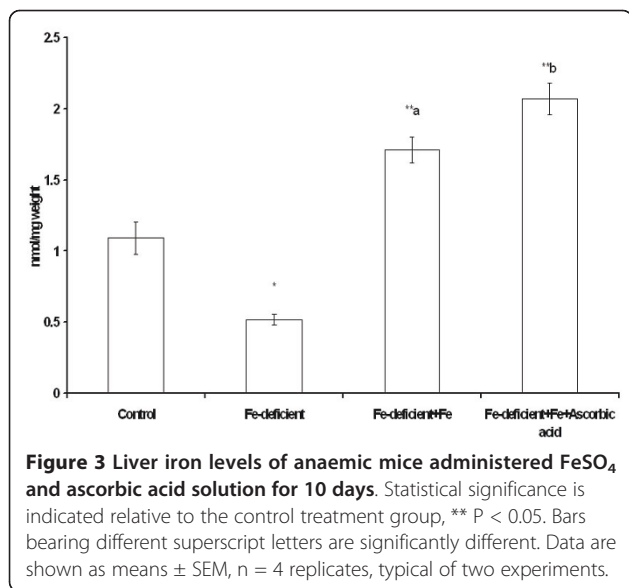 2.5
2
1.5
1
0.5
0
nmol/mg weight
*
**a
**b
Control
Fe-deficient
Fe-deficient+Fe
Fe-deficient+Fe+Ascorbic
acid
Figure 3 Liver iron levels of anaemic mice administered FeSO₄
and ascorbic acid solution for 10 days. Statistical significance is
indicated relative to the control treatment group, ** P < 0.05. Bars
bearing different superscript letters are significantly different. Data are
shown as means ± SEM, n = 4 replicates, typical of two experiments.